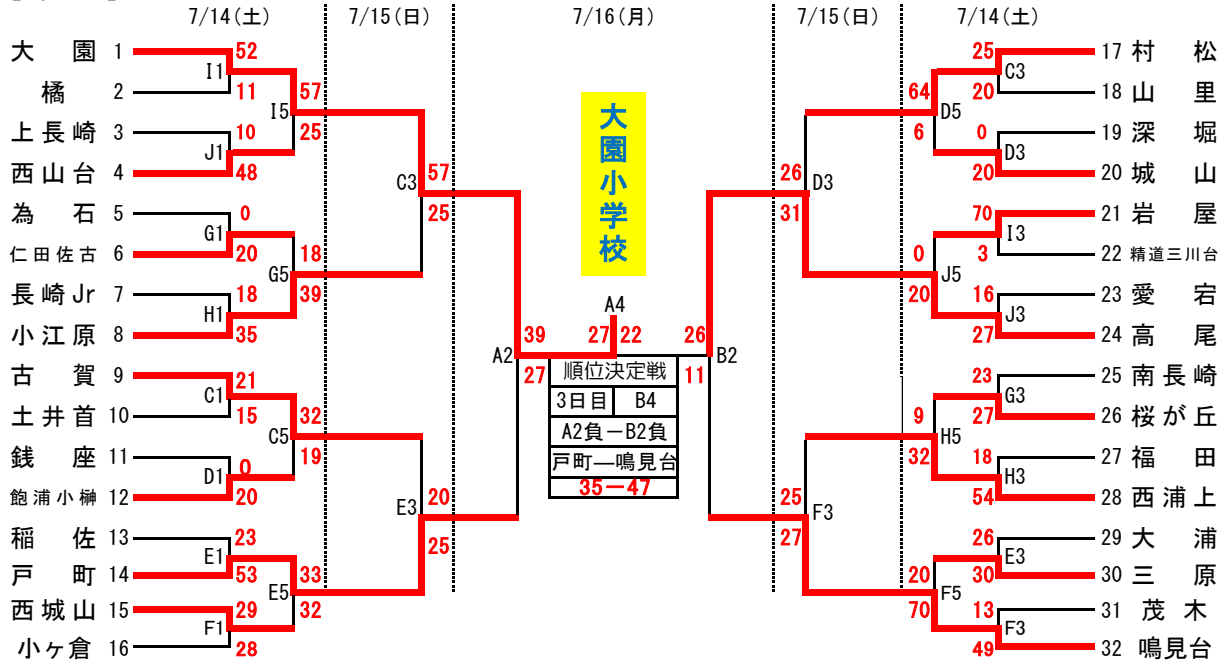 7/14(土)
7/15(日)
7/16(月)
7/15(日)
7/14(土)
大園 1
橘 2
上長崎 3
西山台 4
為石 5
仁田佐古 6
長崎Jr 7
小江原 8
古賀 9
土井首 10
銭座 11
飽浦小榊 12
稲佐 13
戸町 14
西城山 15
小ヶ倉 16
52
I1
11
10
J1
48
0
G1
20
18
H1
35
21
C1
15
0
D1
20
23
E1
53
29
F1
28
57
I5
25
18
G5
39
32
C5
19
33
E5
32
57
C3
25
20
E3
25
39
A2
27
大園小学校
A4
27 22
順位決定戦
3日目 B4
A2負－B2負
戸町―鳴見台
35－47
26
B2
11
26
D3
31
25
F3
27
64
D5
6
0
J5
20
9
H5
32
20
F5
70
25
C3
20
0
D3
20
70
I3
3
16
J3
27
23
G3
27
18
H3
54
26
E3
30
13
F3
49
17 村松
18 山里
19 深堀
20 城山
21 岩屋
22 精道三川台
23 愛宕
24 高尾
25 南長崎
26 桜が丘
27 福田
28 西浦上
29 大浦
30 三原
31 茂木
32 鳴見台